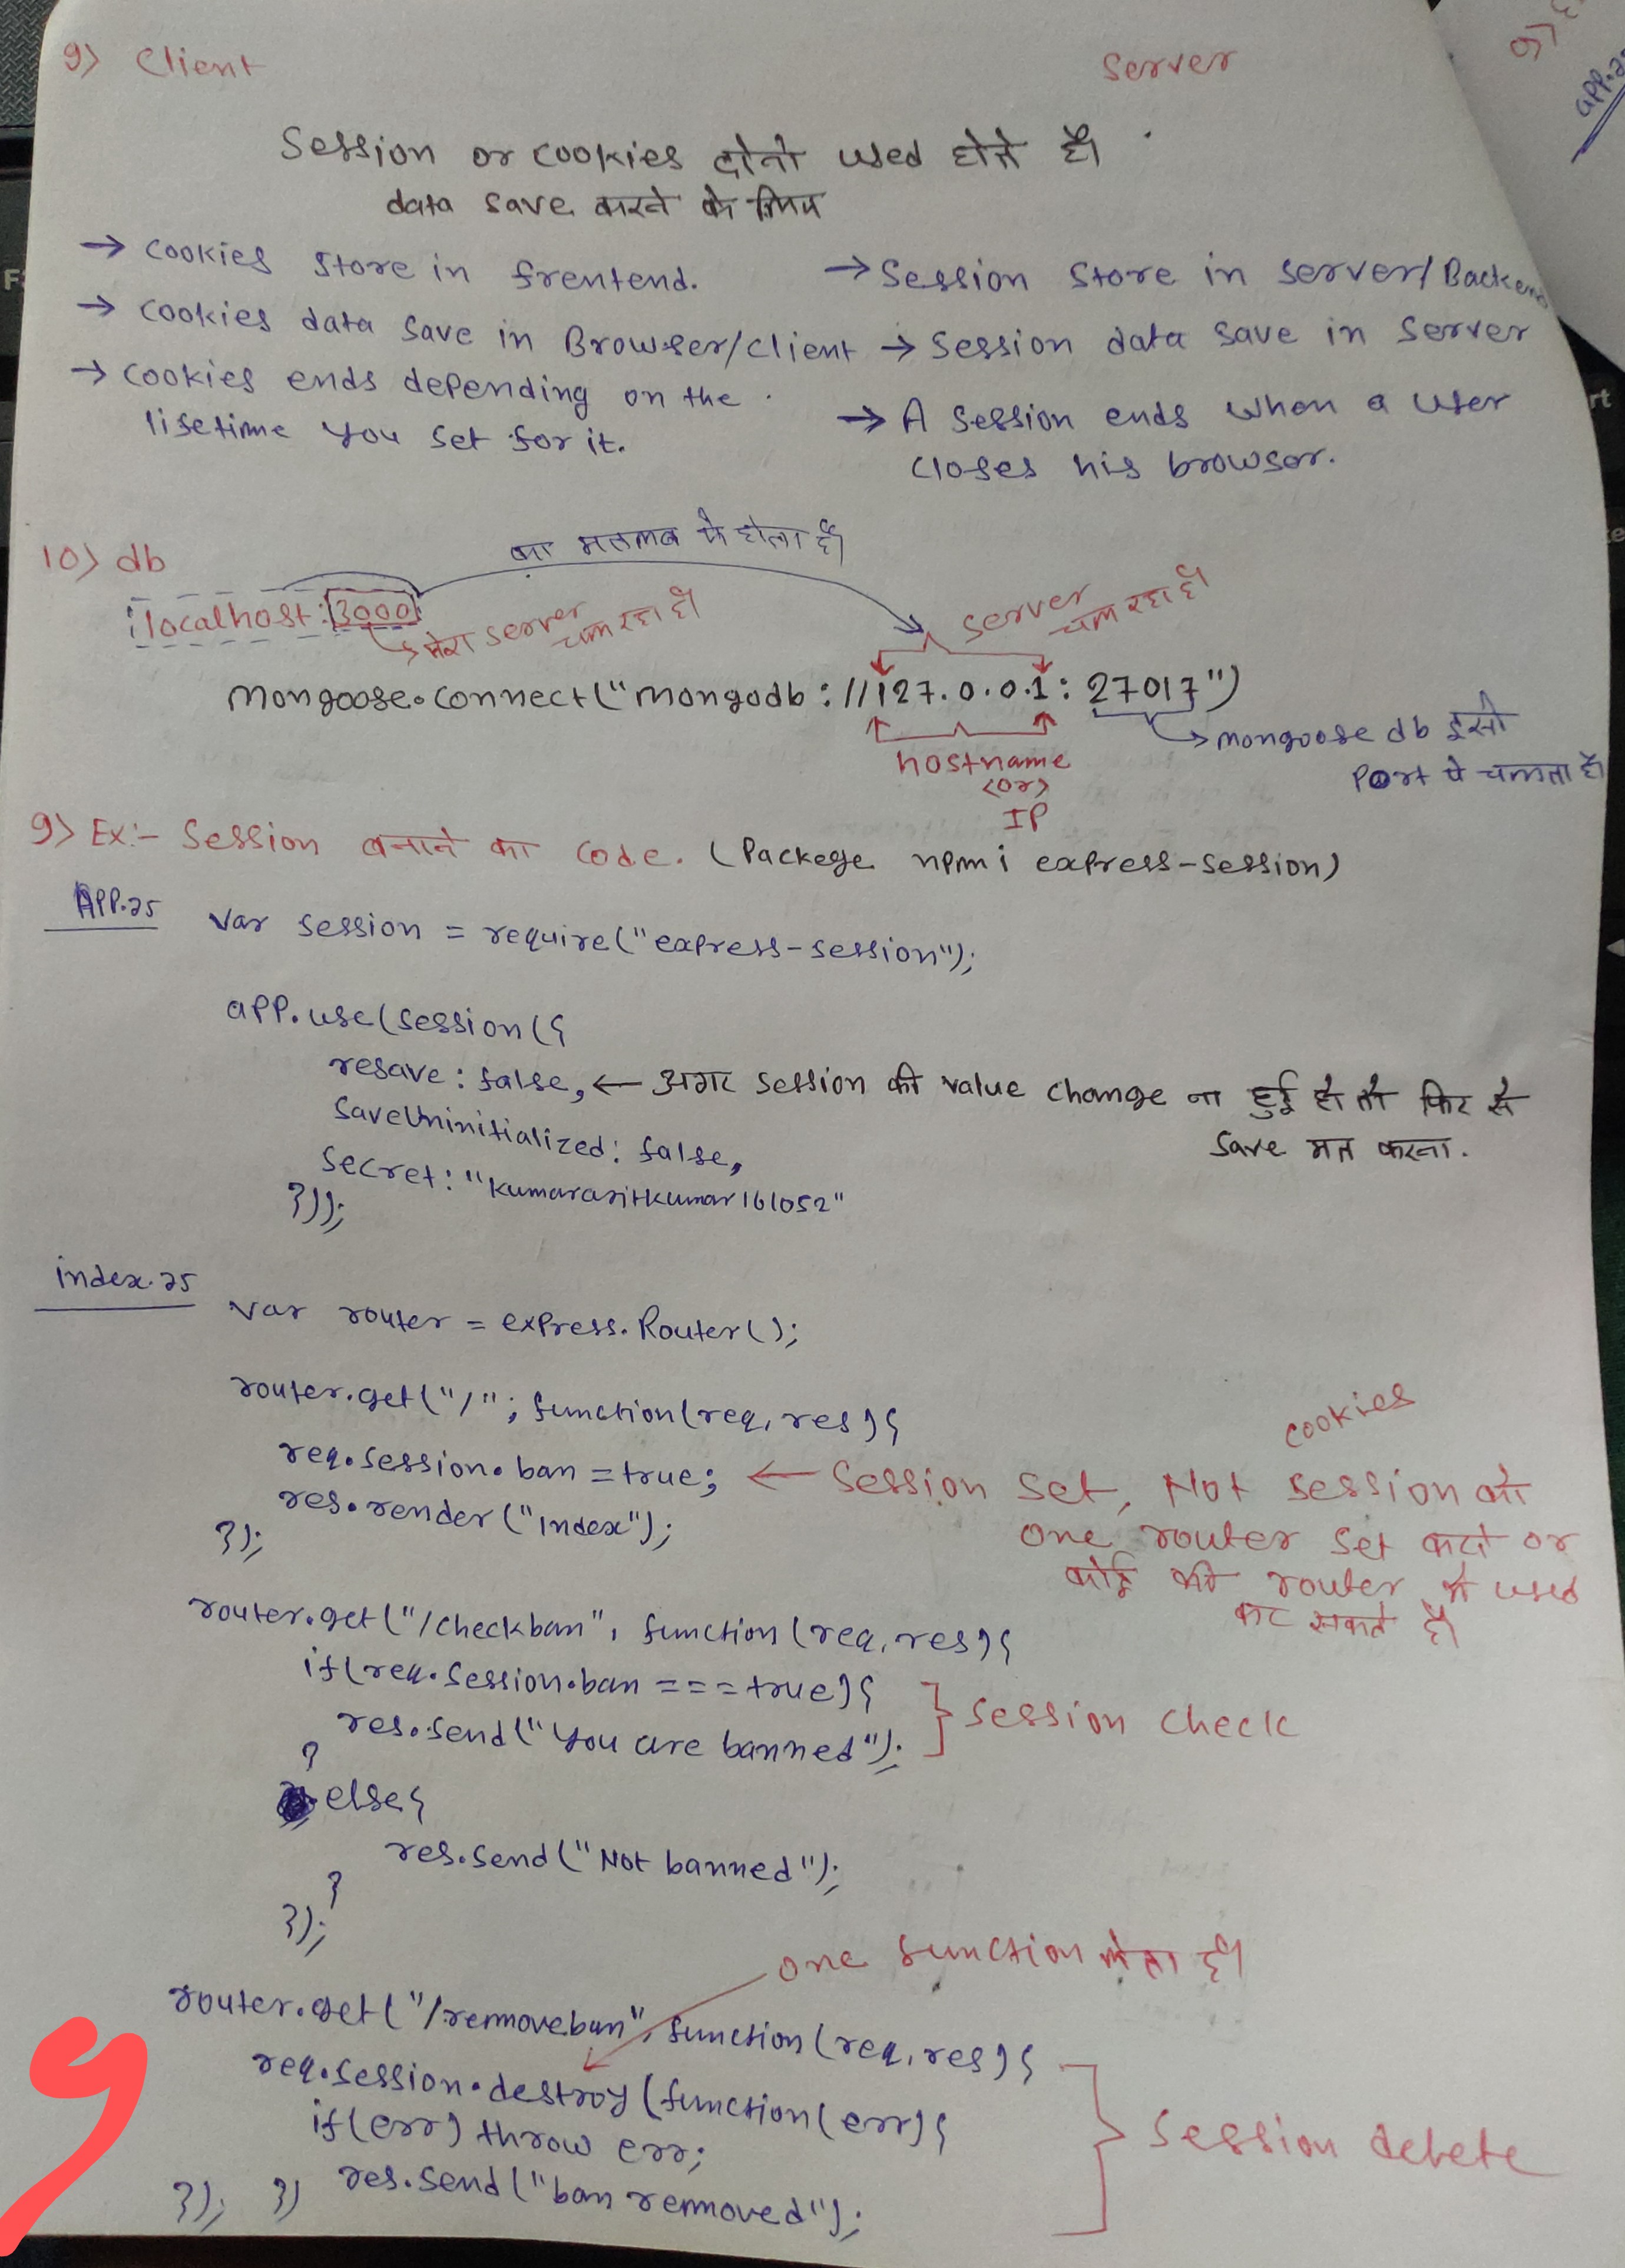 9> Client Server
Session or cookies दोनो used होते है।
data save करने के लिए
→ cookies store in frentend.
→ Session Store in server/Backend
→ cookies data save in Browser/client
→ Session data save in server
→ cookies ends depending on the
lifetime you set for it.
→ A session ends when a user
closes his browser.
10> db
का मतलब ये होता है
localhost:3000
मेरा server चल रहा है।
server चल रहा है।
mongoose.connect("mongodb://127.0.0.1:27017")
hostname
<or>
IP
mongoose db इसी
Port पे चलता है।
9> Ex:- Session बनाने का code. (Packege npm i express-session)
APP.js
var session = require("express-session");
app.use(session({
resave: false, ← अगर session की value change ना हुई हो तो फिर से
save मत करना.
saveUninitialized: false,
secret: "kumarajitkumar161052"
}));
index.js
var router = express.Router();
router.get("/"; function(req, res){
req.session.ban = true; ← Session set, Not session को
cookies
one router set करो or
कोई भी router में used
कर सकते है।
res.render("index");
});
router.get("/checkban", function(req, res){
if(req.session.ban === true){
res.send("You are banned");
} session check
}
else{
res.send("Not banned");
}
});
one function लेता है।
router.get("/removeban", function(req, res){
req.session.destroy(function(err){
if(err) throw err;
res.send("ban removed");
}); })
} Session delete
9